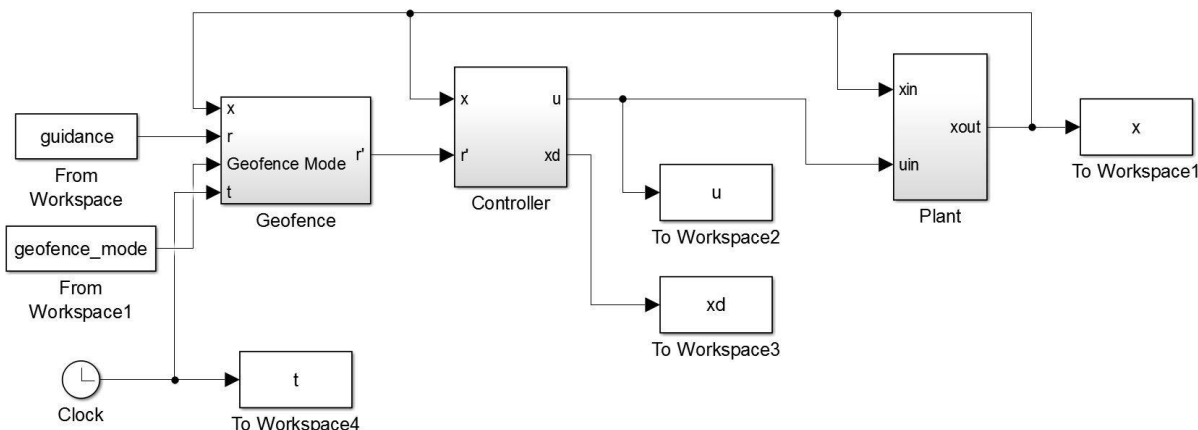 x
r
Geofence Mode
t
r'
Geofence
guidance
From
Workspace
geofence_mode
From
Workspace1
Clock
t
To Workspace4
x
r'
u
xd
Controller
u
To Workspace2
xd
To Workspace3
xin
uin
xout
Plant
x
To Workspace1